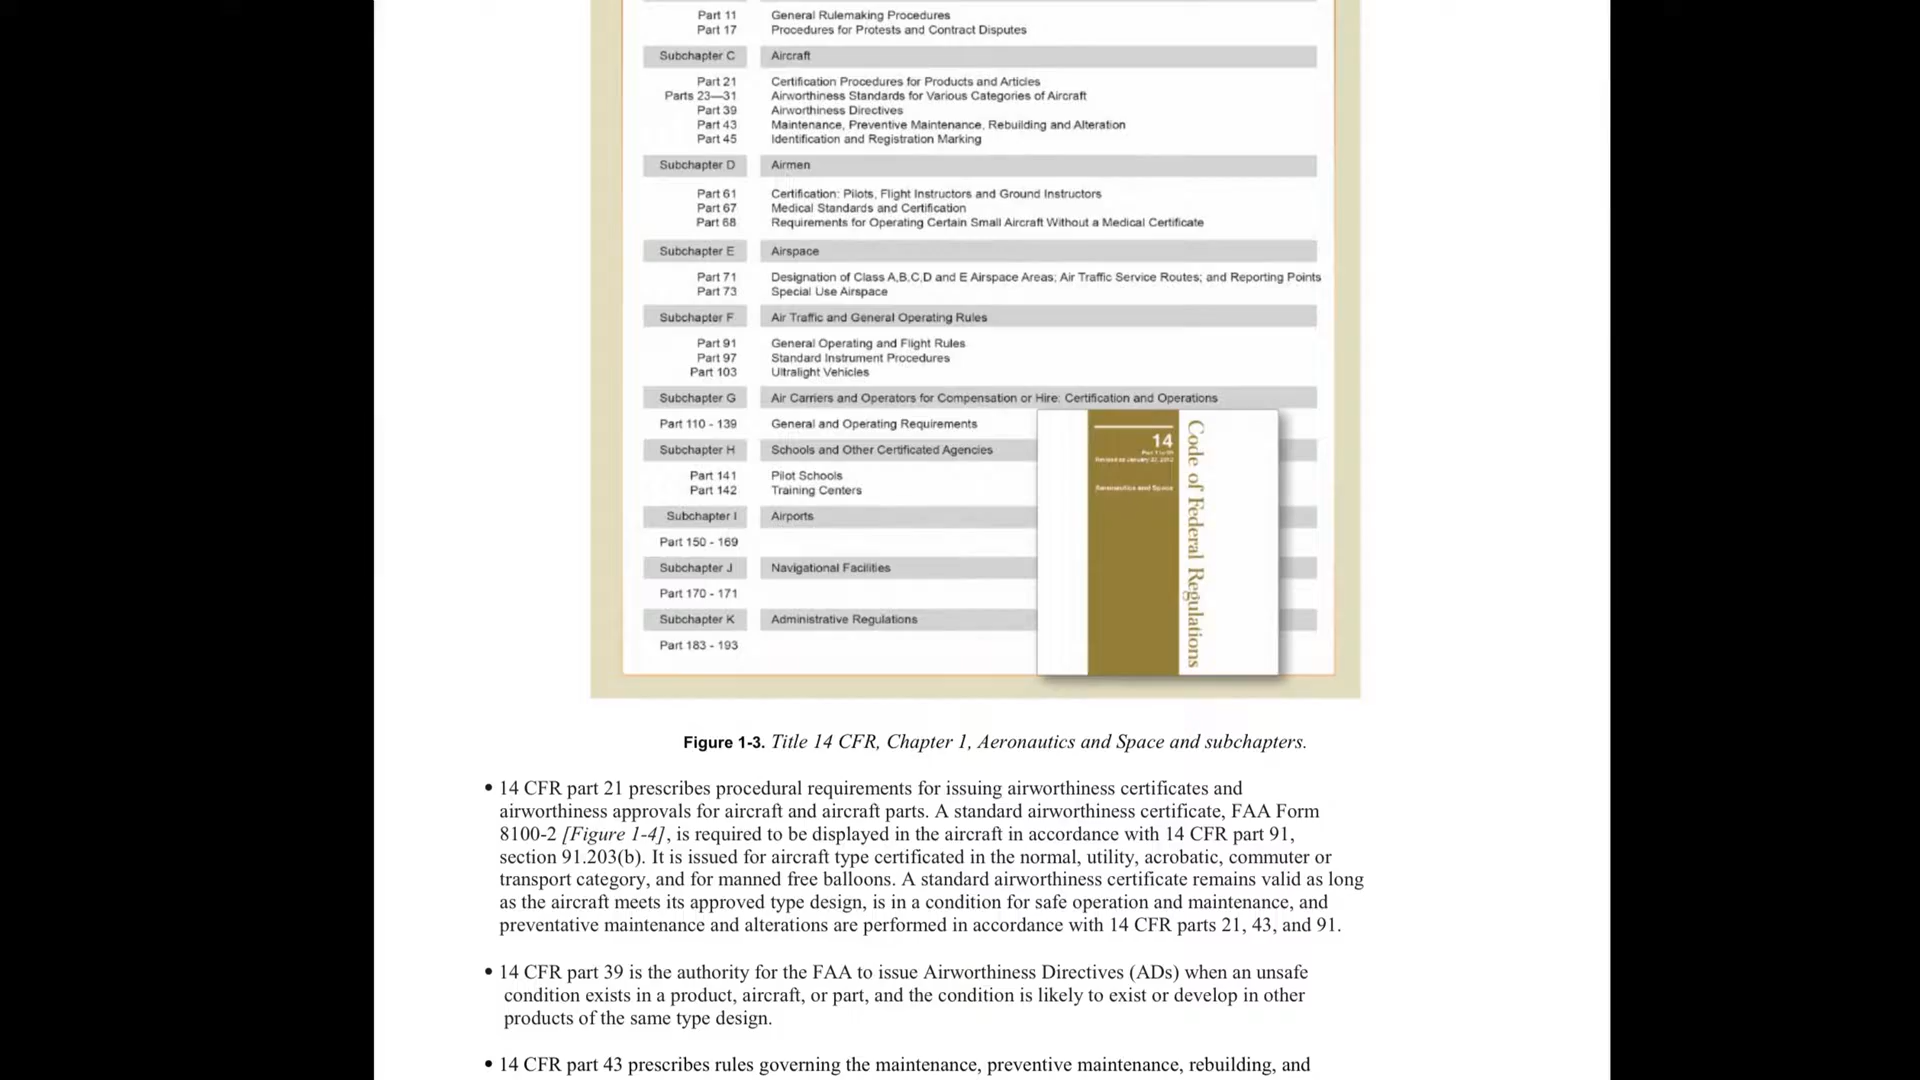 Part 11 General Rulemaking Procedures
Part 17 Procedures for Protests and Contract Disputes
Subchapter C Aircraft
Part 21 Certification Procedures for Products and Articles
Parts 23—31 Airworthiness Standards for Various Categories of Aircraft
Part 39 Airworthiness Directives
Part 43 Maintenance, Preventive Maintenance, Rebuilding and Alteration
Part 45 Identification and Registration Marking
Subchapter D Airmen
Part 61 Certification: Pilots, Flight Instructors and Ground Instructors
Part 67 Medical Standards and Certification
Part 68 Requirements for Operating Certain Small Aircraft Without a Medical Certificate
Subchapter E Airspace
Part 71 Designation of Class A,B,C,D and E Airspace Areas; Air Traffic Service Routes; and Reporting Points
Part 73 Special Use Airspace
Subchapter F Air Traffic and General Operating Rules
Part 91 General Operating and Flight Rules
Part 97 Standard Instrument Procedures
Part 103 Ultralight Vehicles
Subchapter G Air Carriers and Operators for Compensation or Hire: Certification and Operations
Part 110 - 139 General and Operating Requirements
Subchapter H Schools and Other Certificated Agencies
Part 141 Pilot Schools
Part 142 Training Centers
Subchapter I Airports
Part 150 - 169
Subchapter J Navigational Facilities
Part 170 - 171
Subchapter K Administrative Regulations
Part 183 - 193
14
Aeronautics and Space
Code of Federal Regulations
Figure 1-3. Title 14 CFR, Chapter 1, Aeronautics and Space and subchapters.
• 14 CFR part 21 prescribes procedural requirements for issuing airworthiness certificates and
airworthiness approvals for aircraft and aircraft parts. A standard airworthiness certificate, FAA Form
8100-2 [Figure 1-4], is required to be displayed in the aircraft in accordance with 14 CFR part 91,
section 91.203(b). It is issued for aircraft type certificated in the normal, utility, acrobatic, commuter or
transport category, and for manned free balloons. A standard airworthiness certificate remains valid as long
as the aircraft meets its approved type design, is in a condition for safe operation and maintenance, and
preventative maintenance and alterations are performed in accordance with 14 CFR parts 21, 43, and 91.
• 14 CFR part 39 is the authority for the FAA to issue Airworthiness Directives (ADs) when an unsafe
condition exists in a product, aircraft, or part, and the condition is likely to exist or develop in other
products of the same type design.
• 14 CFR part 43 prescribes rules governing the maintenance, preventive maintenance, rebuilding, and